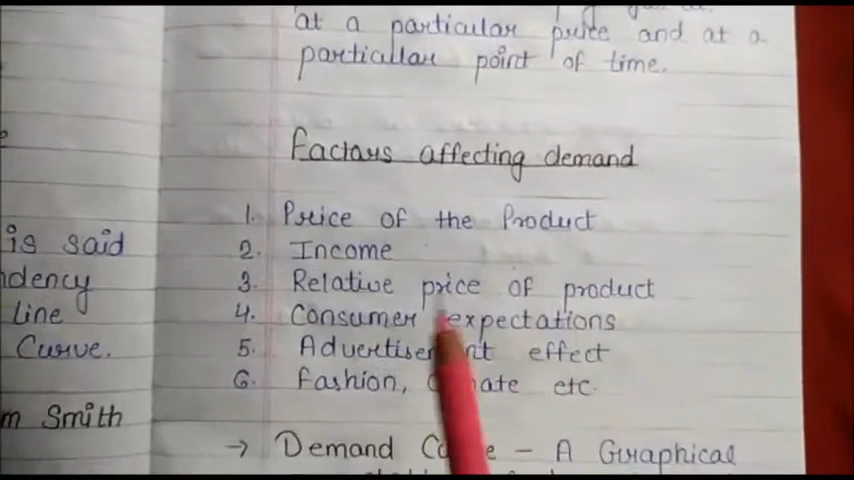 at a particular price and at a
particular point of time.
Factors affecting demand
1. Price of the Product
2. Income
3. Relative price of product
4. Consumer expectations
5. Advertisement effect
6. Fashion, etc.
→ Demand - A Graphical
is said
Line
Curve.
Smith